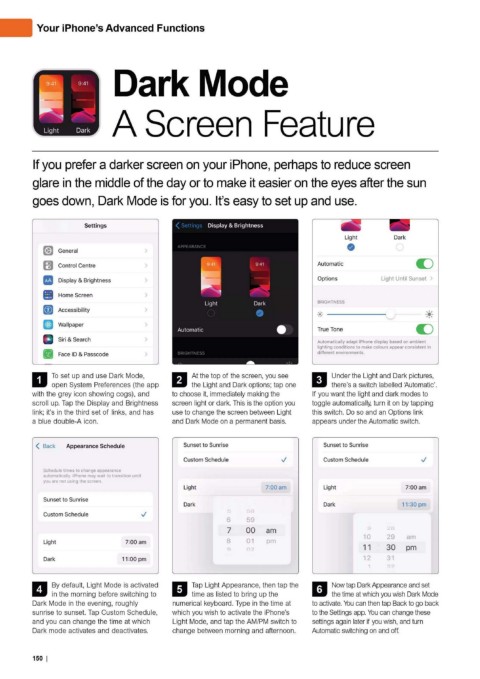 Your iPhone's Advanced Functions
9:41 9:41
Light Dark
Dark Mode
A Screen Feature
If you prefer a darker screen on your iPhone, perhaps to reduce screen
glare in the middle of the day or to make it easier on the eyes after the sun
goes down, Dark Mode is for you. It's easy to set up and use.
Settings
General
Control Centre
Display & Brightness
Home Screen
Accessibility
Wallpaper
Siri & Search
Face ID & Passcode
Settings Display & Brightness
APPEARANCE
9:41 9:41
Light Dark
Automatic
BRIGHTNESS
Light Dark
Automatic
Options Light Until Sunset
BRIGHTNESS
True Tone
Automatically adapt iPhone display based on ambient
lighting conditions to make colours appear consistent in
different environments.
1 To set up and use Dark Mode,
open System Preferences (the app
with the grey icon showing cogs), and
scroll up. Tap the Display and Brightness
link; it's in the third set of links, and has
a blue double-A icon.
2 At the top of the screen, you see
the Light and Dark options; tap one
to choose it, immediately making the
screen light or dark. This is the option you
use to change the screen between Light
and Dark Mode on a permanent basis.
3 Under the Light and Dark pictures,
there's a switch labelled 'Automatic'.
If you want the light and dark modes to
toggle automatically, turn it on by tapping
this switch. Do so and an Options link
appears under the Automatic switch.
Back Appearance Schedule
Schedule times to change appearance
automatically. iPhone may wait to transition until
you are not using the screen.
Sunset to Sunrise
Custom Schedule
Light 7:00 am
Dark 11:00 pm
Sunset to Sunrise
Custom Schedule
Light 7:00 am
Dark
6 59
7 00 am
8 01 pm
Sunset to Sunrise
Custom Schedule
Light 7:00 am
Dark 11:30 pm
10 29 am
11 30 pm
12 31
4 By default, Light Mode is activated
in the morning before switching to
Dark Mode in the evening, roughly
sunrise to sunset. Tap Custom Schedule,
and you can change the time at which
Dark mode activates and deactivates.
5 Tap Light Appearance, then tap the
time as listed to bring up the
numerical keyboard. Type in the time at
which you wish to activate the iPhone's
Light Mode, and tap the AM/PM switch to
change between morning and afternoon.
6 Now tap Dark Appearance and set
the time at which you wish Dark Mode
to activate. You can then tap Back to go back
to the Settings app. You can change these
settings again later if you wish, and turn
Automatic switching on and off.
150 |